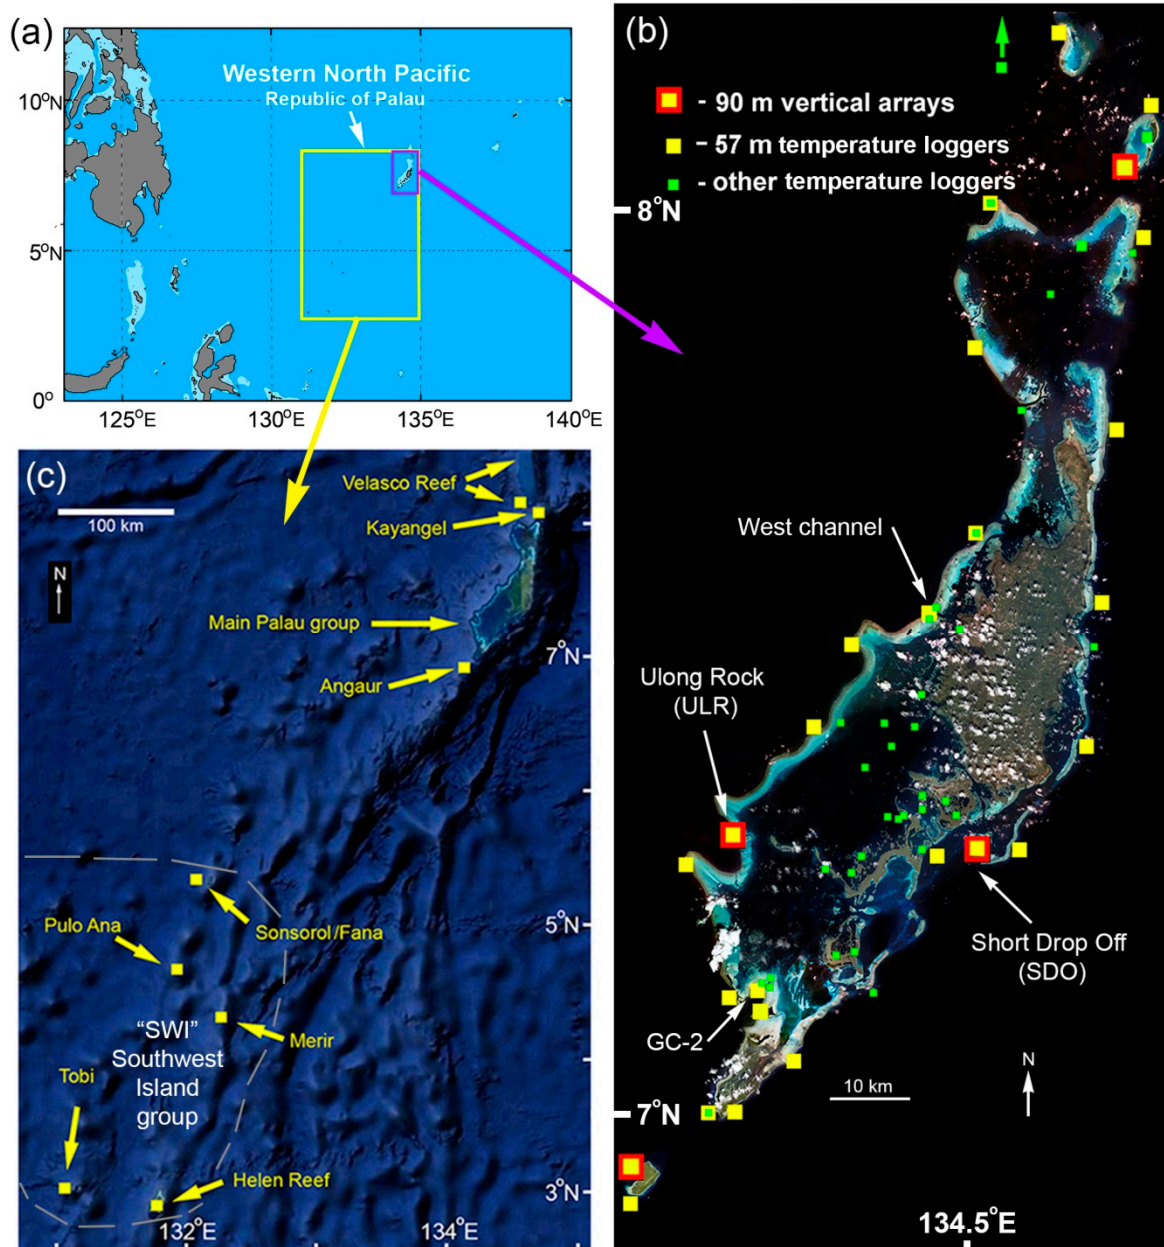 (a)
Western North Pacific
Republic of Palau
10°N
5°N
0°
125°E
130°E
135°E
140°E
(b)
- 90 m vertical arrays
- 57 m temperature loggers
- other temperature loggers
8°N
West channel
Ulong Rock
(ULR)
Short Drop Off
(SDO)
GC-2
10 km
N
7°N
134.5°E
(c)
100 km
N
Velasco Reef
Kayangel
Main Palau group
7°N
Angaur
5°N
Sonsorol/Fana
Pulo Ana
Merir
"SWI"
Southwest
Island
group
Tobi
Helen Reef
3°N
132°E
134°E